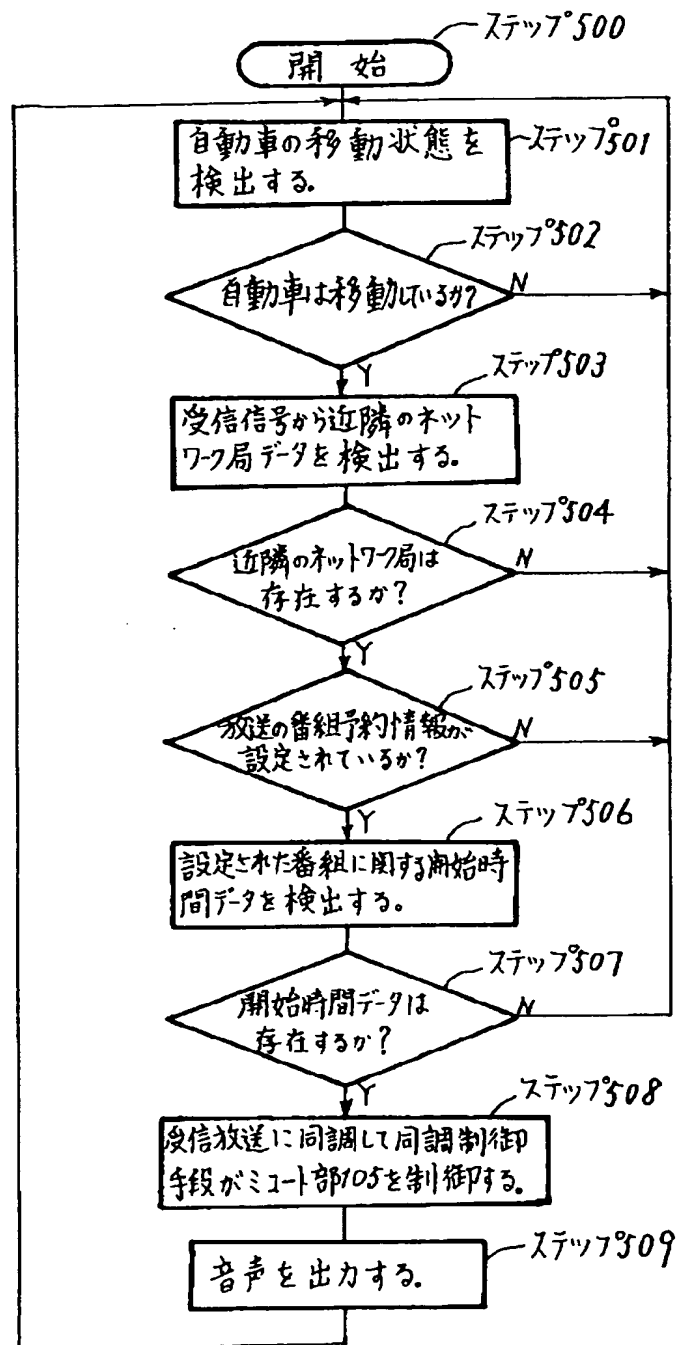 ステップ500
開始
自動車の移動状態を
検出する.
ステップ501
ステップ502
自動車は移動しているか?
N
Y
ステップ503
受信信号から近隣のネット
ワーク局データを検出する.
ステップ504
近隣のネットワーク局は
存在するか?
N
Y
ステップ505
放送の番組予約情報が
設定されているか?
N
Y
ステップ506
設定された番組に関する開始時
間データを検出する.
ステップ507
開始時間データは
存在するか?
N
Y
ステップ508
受信放送に同調して同調制御
手段がミュート部105を制御する.
ステップ509
音声を出力する.